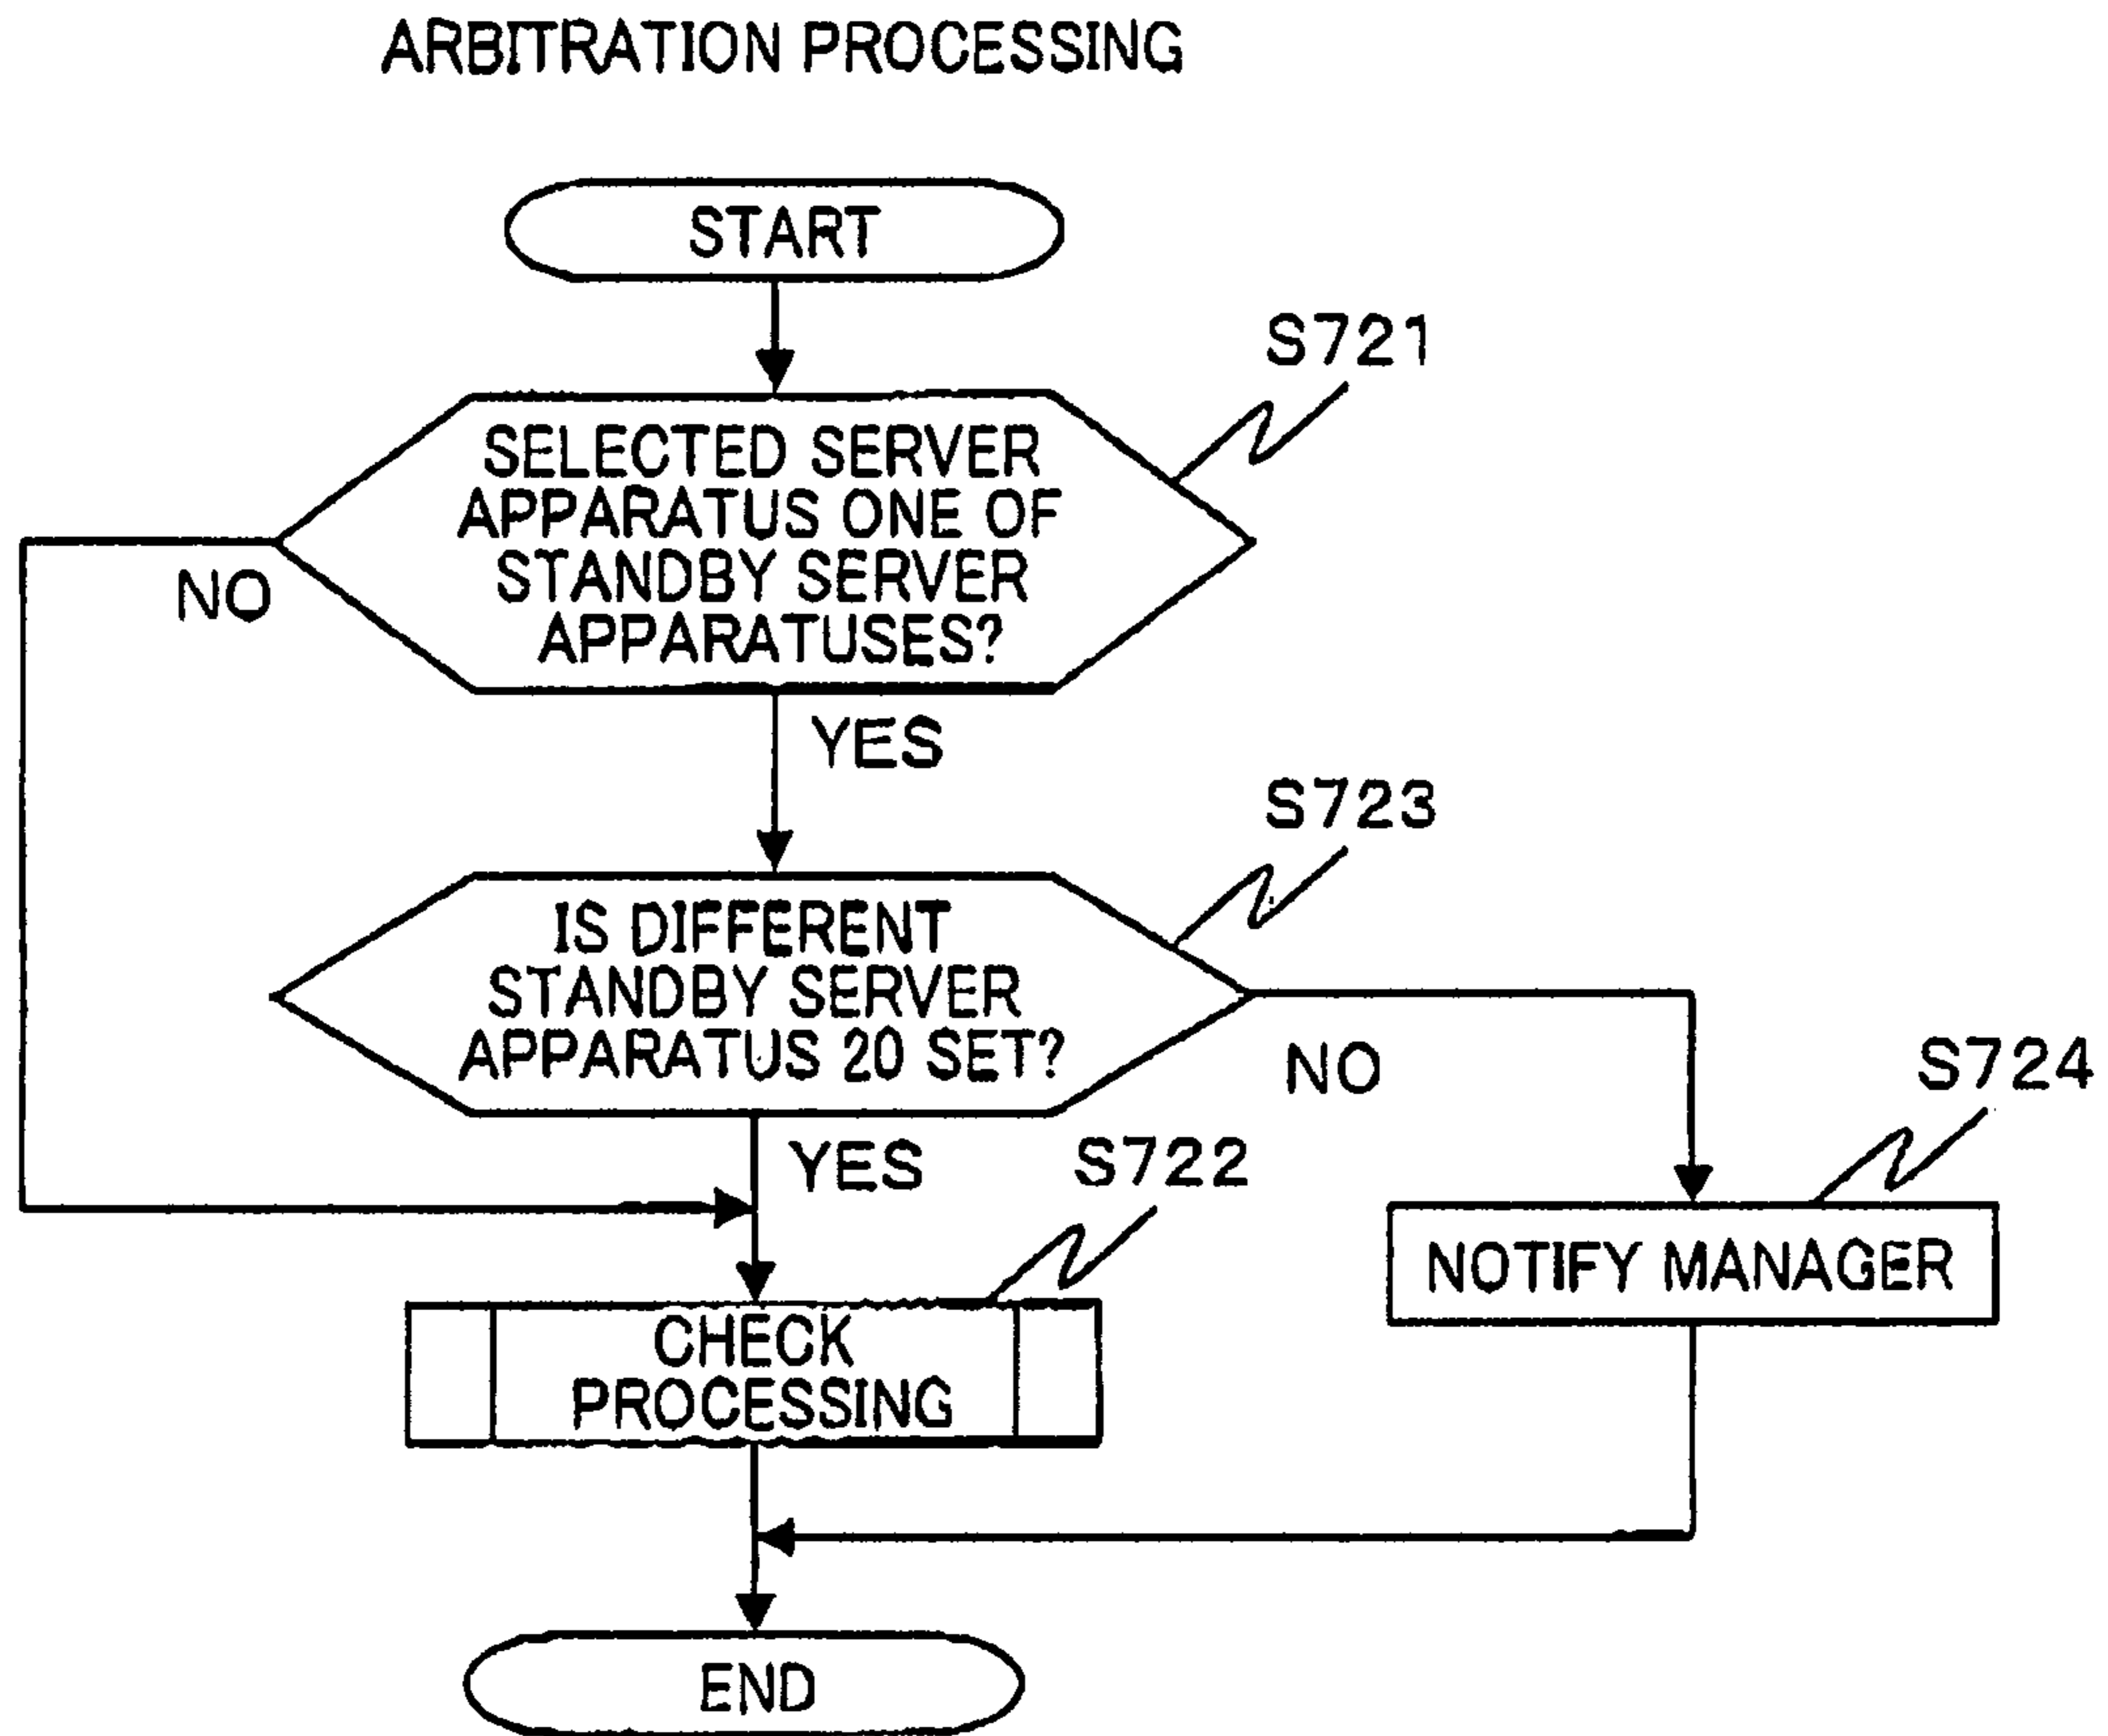 ARBITRATION PROCESSING
START
S721
SELECTED SERVER
APPARATUS ONE OF
STANDBY SERVER
APPARATUSES?
NO
YES
S723
IS DIFFERENT
STANDBY SERVER
APPARATUS 20 SET?
NO
S724
YES
S722
NOTIFY MANAGER
CHECK
PROCESSING
END